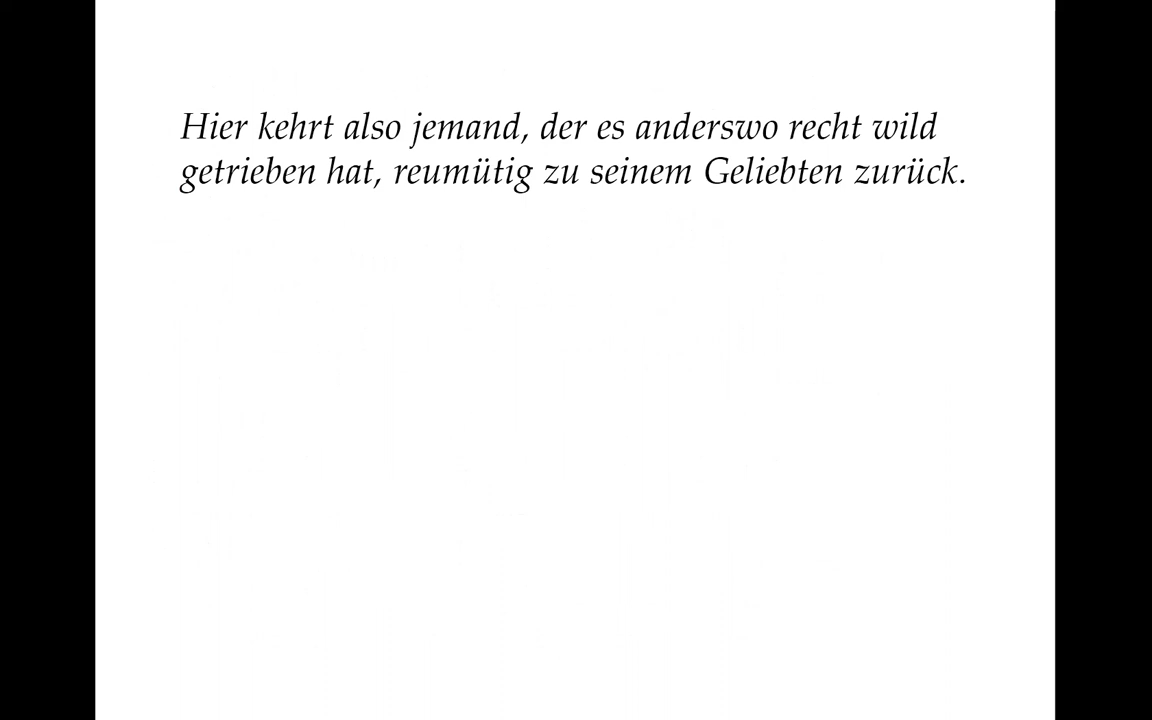 Hier kehrt also jemand, der es anderswo recht wild
getrieben hat, reumütig zu seinem Geliebten zurück.